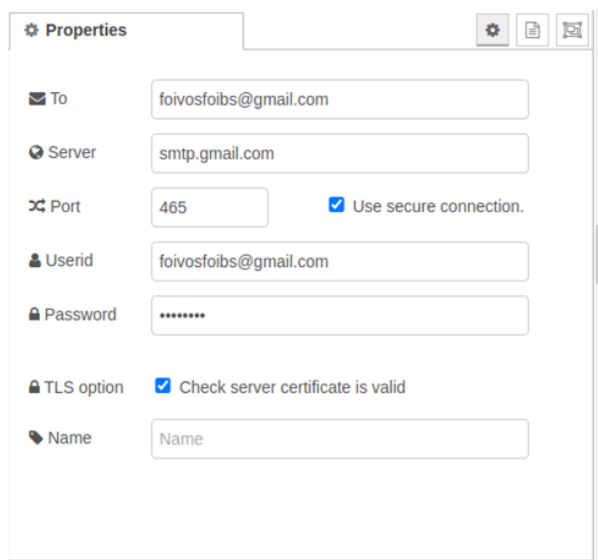 Properties
To foivosfoibs@gmail.com
Server smtp.gmail.com
Port 465 Use secure connection.
Userid foivosfoibs@gmail.com
Password ••••••••
TLS option Check server certificate is valid
Name Name